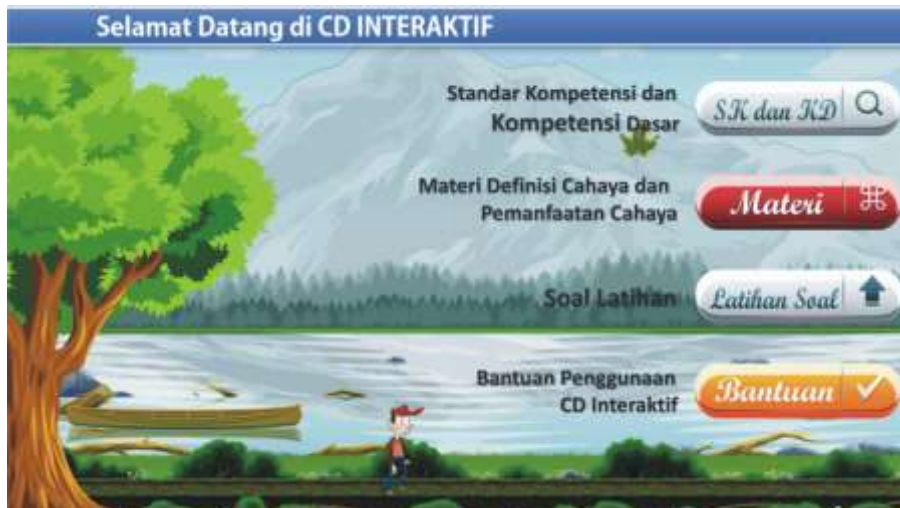 Selamat Datang di CD INTERAKTIF
Standar Kompetensi dan
Kompetensi Dasar
SK dan KD
Materi Definisi Cahaya dan
Pemanfaatan Cahaya
Materi
Soal Latihan
Latihan Soal
Bantuan Penggunaan
CD Interaktif
Bantuan